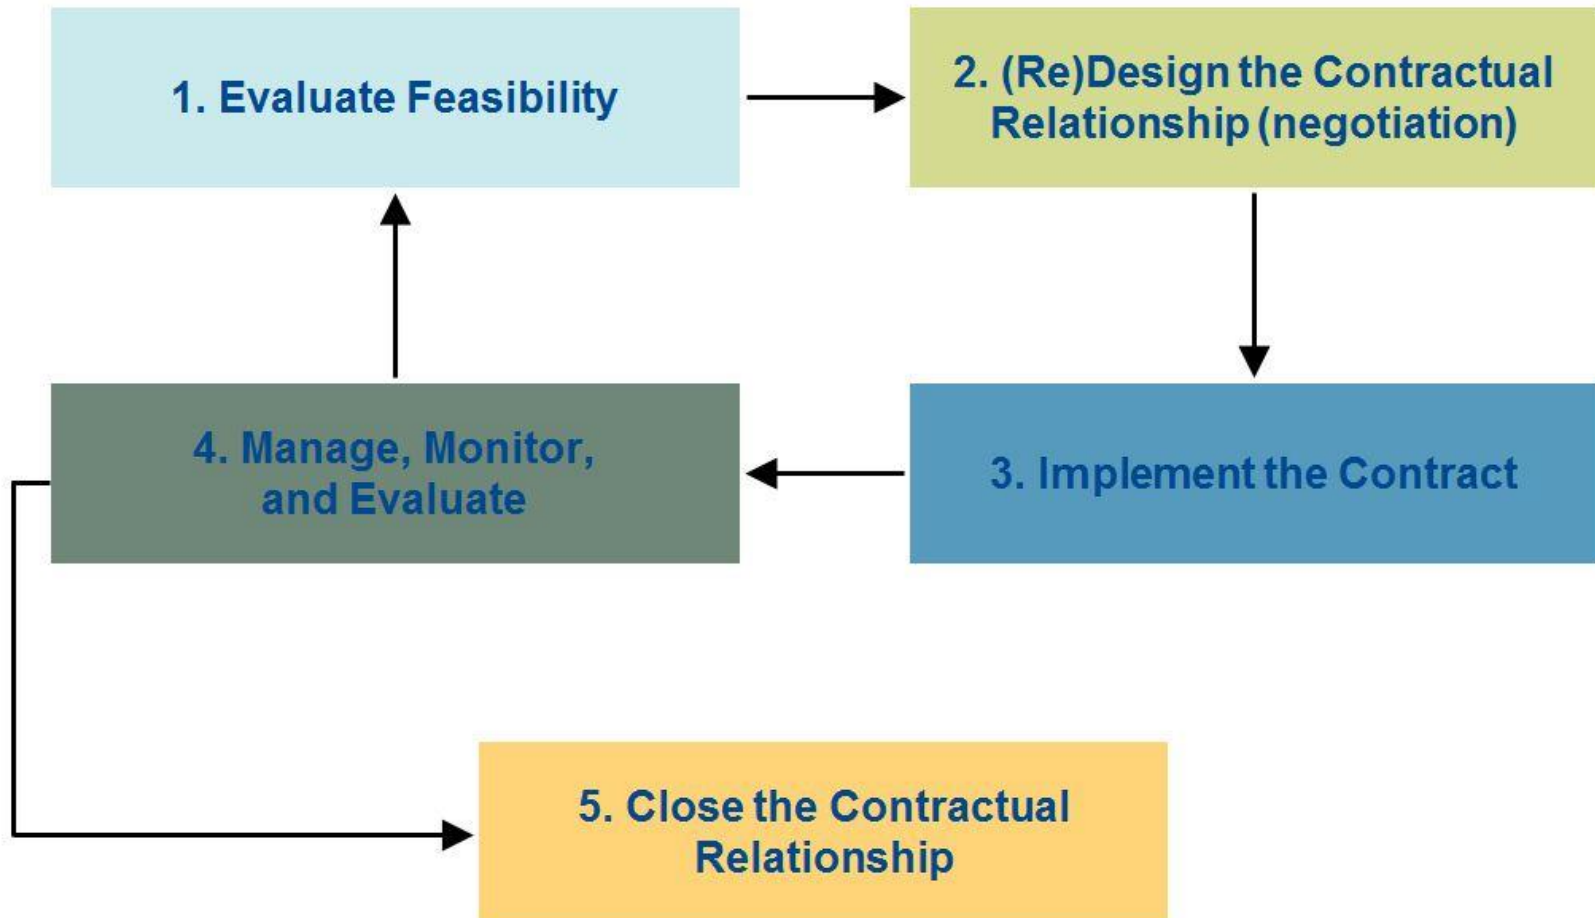 1. Evaluate Feasibility
2. (Re)Design the Contractual
Relationship (negotiation)
4. Manage, Monitor,
and Evaluate
3. Implement the Contract
5. Close the Contractual
Relationship